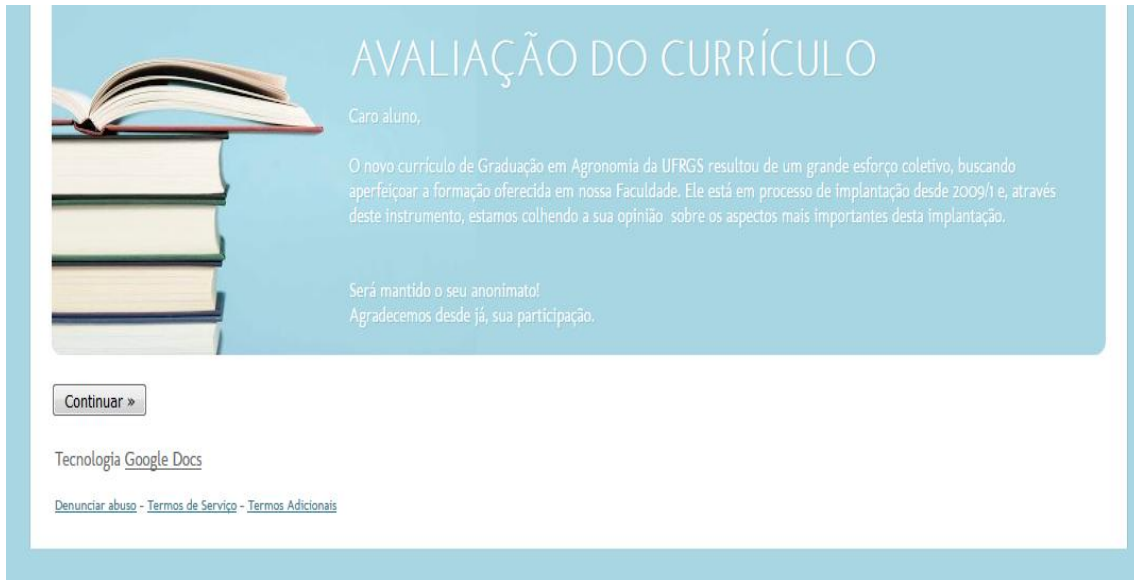 AVALIAÇÃO DO CURRÍCULO
Caro aluno,
O novo currículo de Graduação em Agronomia da UFRGS resultou de um grande esforço coletivo, buscando
aperfeiçoar a formação oferecida em nossa Faculdade. Ele está em processo de implantação desde 2009/1 e, através
deste instrumento, estamos colhendo a sua opinião sobre os aspectos mais importantes desta implantação.
Será mantido o seu anonimato!
Agradecemos desde já, sua participação.
Continuar »
Tecnologia Google Docs
Denunciar abuso - Termos de Serviço - Termos Adicionais